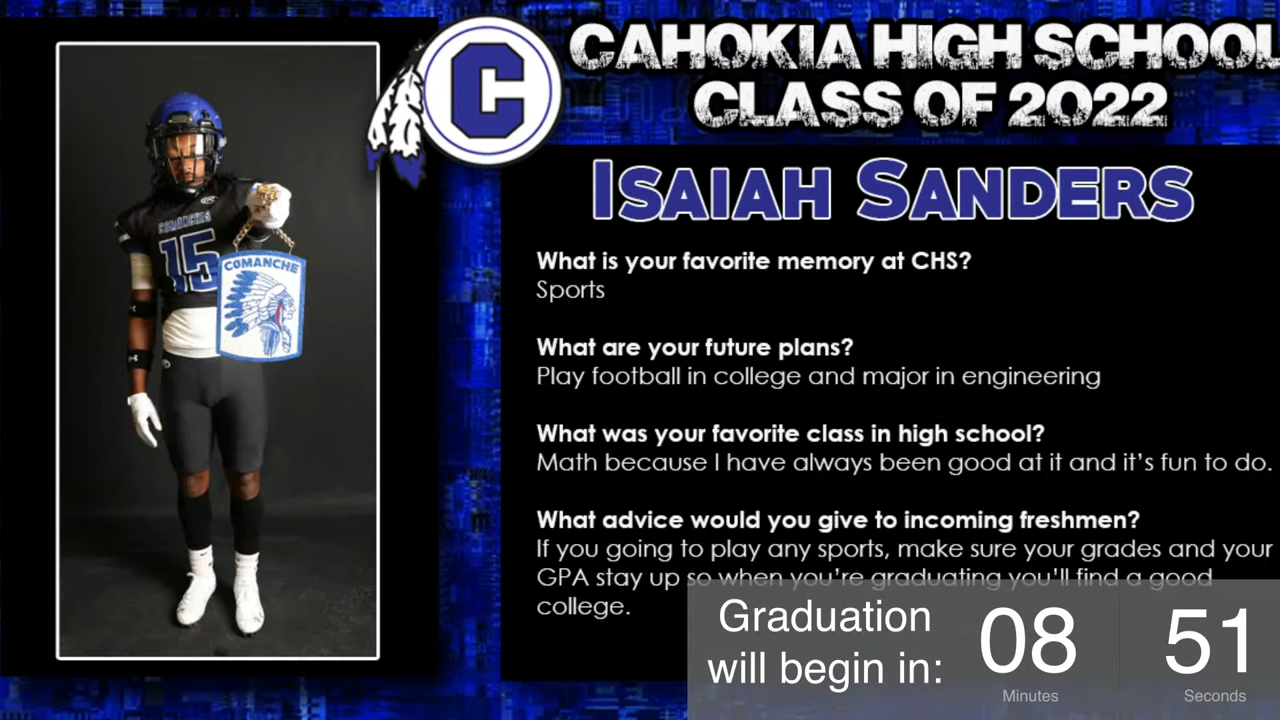 C
CAHOKIA HIGH SCHOOL
CLASS OF 2022
ISAIAH SANDERS
COMANCHES
15
COMANCHE
What is your favorite memory at CHS?
Sports
What are your future plans?
Play football in college and major in engineering
What was your favorite class in high school?
Math because I have always been good at it and it's fun to do.
What advice would you give to incoming freshmen?
If you going to play any sports, make sure your grades and your
GPA stay up so when you're graduating you'll find a good
college.
Graduation
will begin in:
08
Minutes
51
Seconds